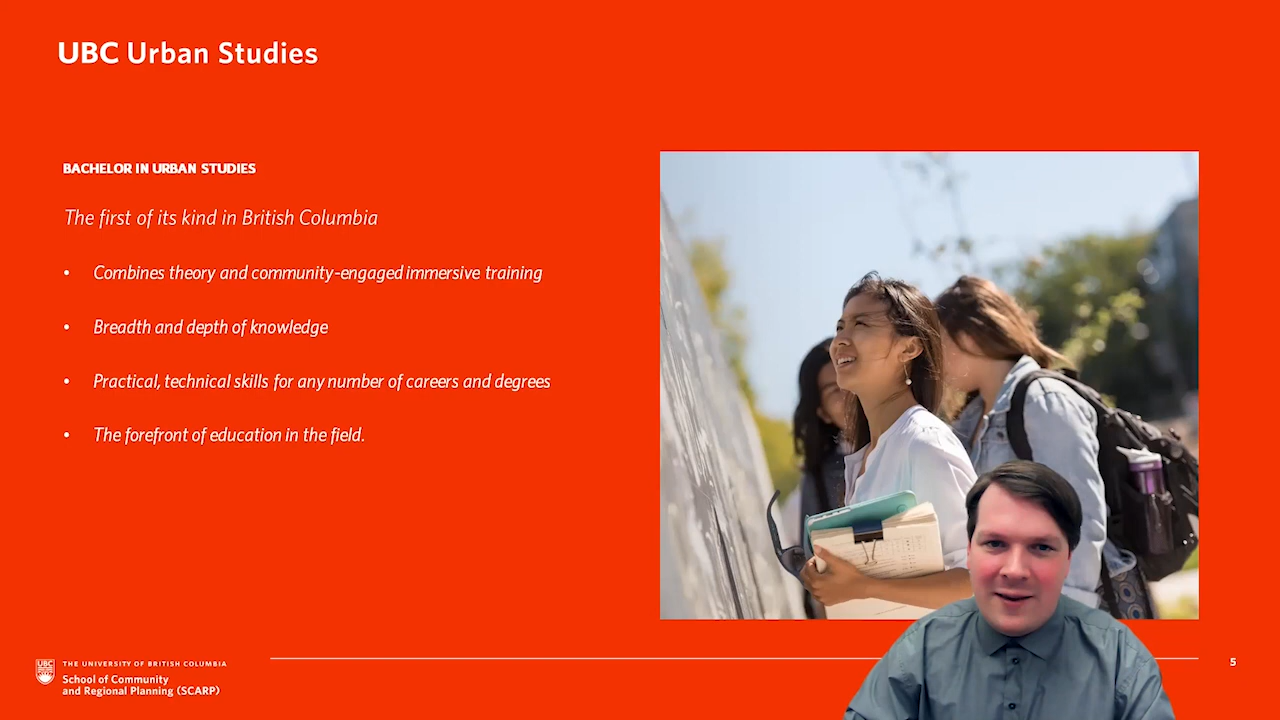 UBC Urban Studies
BACHELOR IN URBAN STUDIES
The first of its kind in British Columbia
• Combines theory and community-engaged immersive training
• Breadth and depth of knowledge
• Practical, technical skills for any number of careers and degrees
• The forefront of education in the field.
UBC
THE UNIVERSITY OF BRITISH COLUMBIA
School of Community
and Regional Planning (SCARP)
5